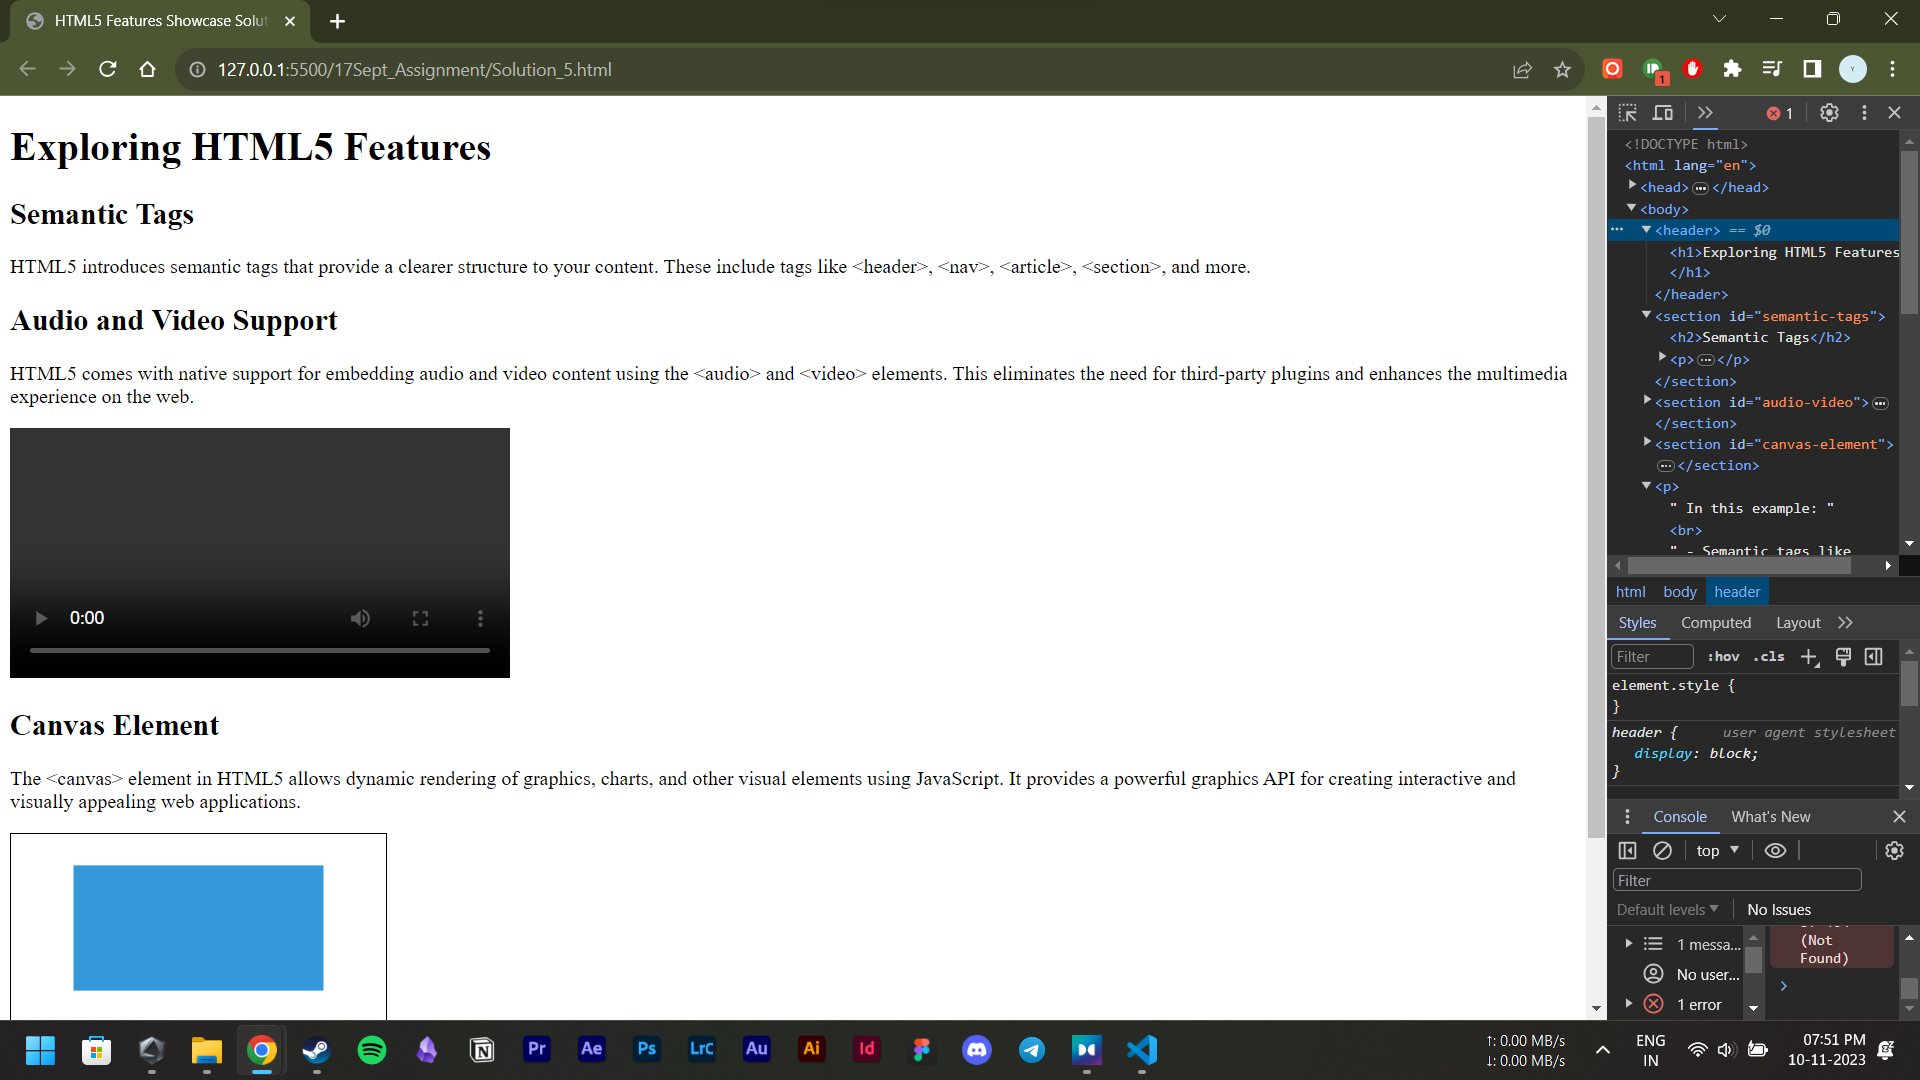 HTML5 Features Showcase Solut
127.0.0.1:5500/17Sept_Assignment/Solution_5.html
1
Y
Exploring HTML5 Features
Semantic Tags
HTML5 introduces semantic tags that provide a clearer structure to your content. These include tags like <header>, <nav>, <article>, <section>, and more.
Audio and Video Support
HTML5 comes with native support for embedding audio and video content using the <audio> and <video> elements. This eliminates the need for third-party plugins and enhances the multimedia
experience on the web.
0:00
Canvas Element
The <canvas> element in HTML5 allows dynamic rendering of graphics, charts, and other visual elements using JavaScript. It provides a powerful graphics API for creating interactive and
visually appealing web applications.
1
<!DOCTYPE html>
<html lang="en">
<head>…</head>
<body>
<header> == $0
<h1>Exploring HTML5 Features
</h1>
</header>
<section id="semantic-tags">
<h2>Semantic Tags</h2>
<p>…</p>
</section>
<section id="audio-video">…
</section>
<section id="canvas-element">
…</section>
<p>
" In this example: "
<br>
" - Semantic tags like
html body header
Styles Computed Layout
Filter :hov .cls
element.style {
}
header { user agent stylesheet
display: block;
}
Console What's New
top
Filter
Default levels No Issues
1 messa...
No user...
1 error
(Not
Found)
Pr Ae Ps LrC Au Ai Id
↑: 0.00 MB/s
↓: 0.00 MB/s
ENG
IN
07:51 PM
10-11-2023